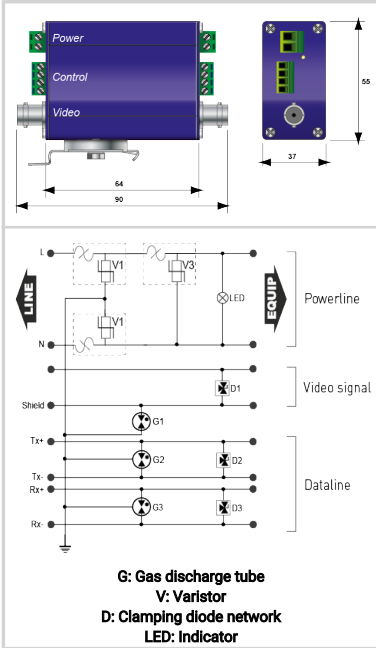 Power
Control
Video
55
37
64
90
L
V1
V3
LINE
LED
EQUIP
Powerline
V1
N
D1
Video signal
Shield
G1
Tx+
G2
D2
Tx-
Dataline
Rx+
G3
D3
Rx-
G: Gas discharge tube
V: Varistor
D: Clamping diode network
LED: Indicator